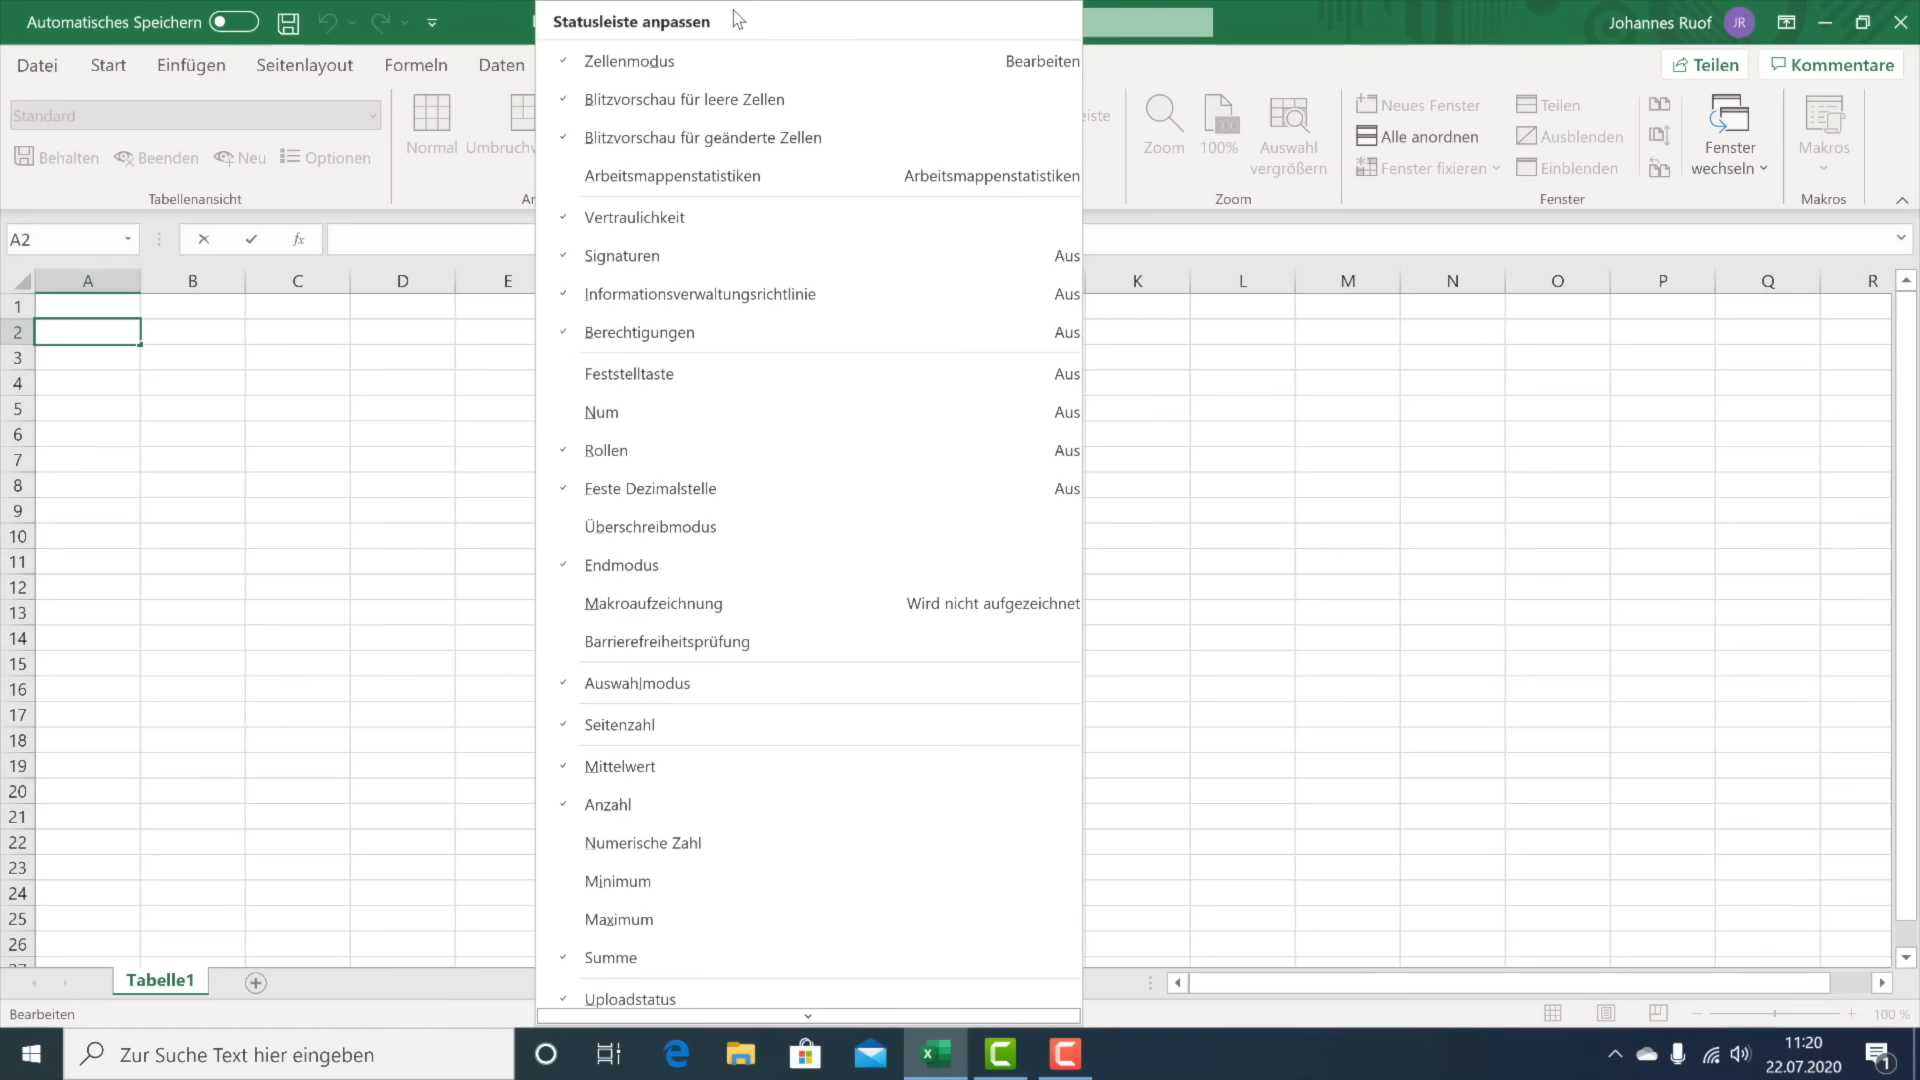 Automatisches Speichern
Statusleiste anpassen
Johannes Ruof JR
Datei Start Einfügen Seitenlayout Formeln Daten
Teilen Kommentare
Standard
Behalten Beenden Neu Optionen
Tabellenansicht
Normal
Zoom 100% Auswahl vergrößern
Zoom
Neues Fenster
Alle anordnen
Fenster fixieren
Teilen
Ausblenden
Einblenden
Fenster wechseln
Fenster
Makros
Makros
A2
fx
A B C D E K L M N O P Q R
1
2
3
4
5
6
7
8
9
10
11
12
13
14
15
16
17
18
19
20
21
22
23
24
25
26
Zellenmodus Bearbeiten
Blitzvorschau für leere Zellen
Blitzvorschau für geänderte Zellen
Arbeitsmappenstatistiken Arbeitsmappenstatistiken
Vertraulichkeit
Signaturen Aus
Informationsverwaltungsrichtlinie Aus
Berechtigungen Aus
Feststelltaste Aus
Num Aus
Rollen Aus
Feste Dezimalstelle Aus
Überschreibmodus
Endmodus
Makroaufzeichnung Wird nicht aufgezeichnet
Barrierefreiheitsprüfung
Auswahlmodus
Seitenzahl
Mittelwert
Anzahl
Numerische Zahl
Minimum
Maximum
Summe
Uploadstatus
Tabelle1
Bearbeiten
100 %
Zur Suche Text hier eingeben
11:20
22.07.2020
1